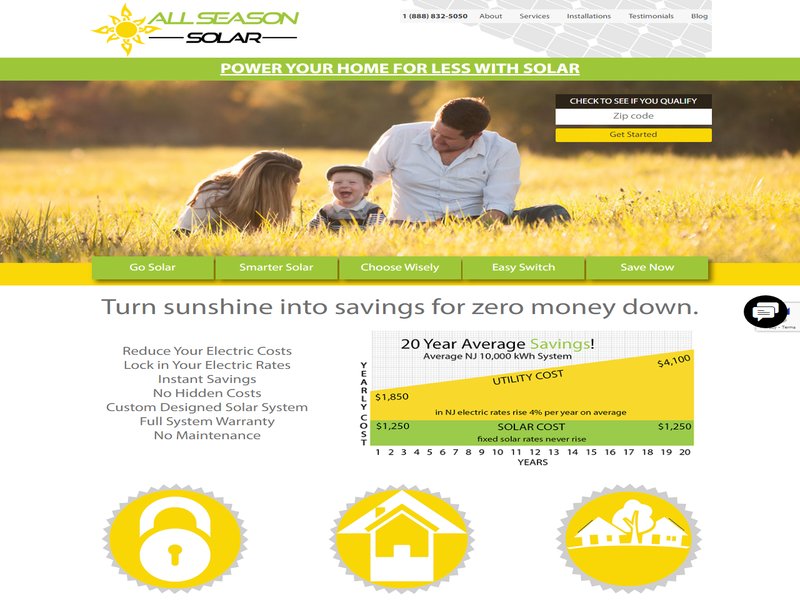 ALL SEASON
SOLAR
1 (888) 832-5050 About Services Installations Testimonials Blog
POWER YOUR HOME FOR LESS WITH SOLAR
CHECK TO SEE IF YOU QUALIFY
Zip code
Get Started
Go Solar Smarter Solar Choose Wisely Easy Switch Save Now
Turn sunshine into savings for zero money down.
Reduce Your Electric Costs
Lock in Your Electric Rates
Instant Savings
No Hidden Costs
Custom Designed Solar System
Full System Warranty
No Maintenance
20 Year Average Savings!
Average NJ 10,000 kWh System
YEARLY COST
$4,100
UTILITY COST
$1,850
in NJ electric rates rise 4% per year on average
$1,250 SOLAR COST $1,250
fixed solar rates never rise
1 2 3 4 5 6 7 8 9 10 11 12 13 14 15 16 17 18 19 20
YEARS
- Terms